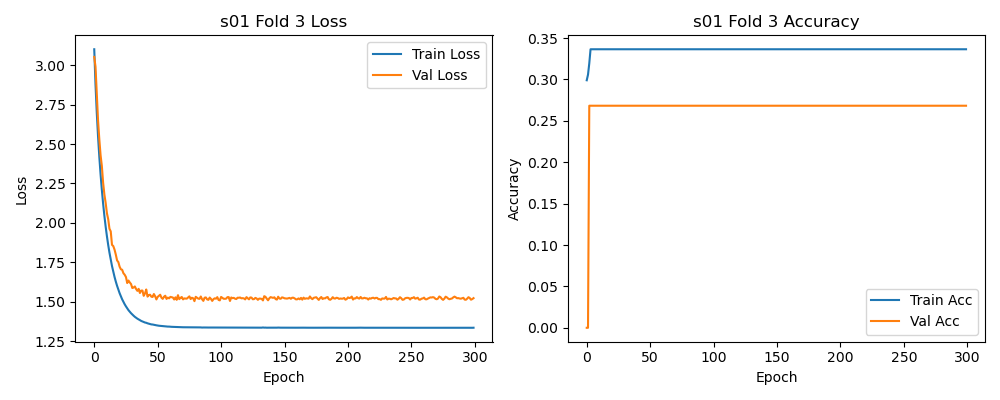 s01 Fold 3 Loss
3.00
2.75
2.50
2.25
2.00
1.75
1.50
1.25
Loss
0 50 100 150 200 250 300
Epoch
Train Loss
Val Loss
s01 Fold 3 Accuracy
0.35
0.30
0.25
0.20
0.15
0.10
0.05
0.00
Accuracy
0 50 100 150 200 250 300
Epoch
Train Acc
Val Acc